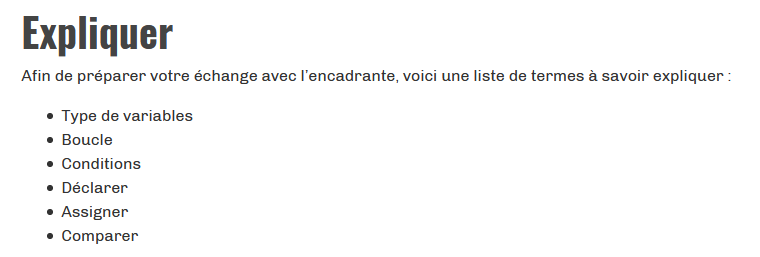 Expliquer
Afin de préparer votre échange avec l'encadrante, voici une liste de termes à savoir expliquer :
• Type de variables
• Boucle
• Conditions
• Déclarer
• Assigner
• Comparer